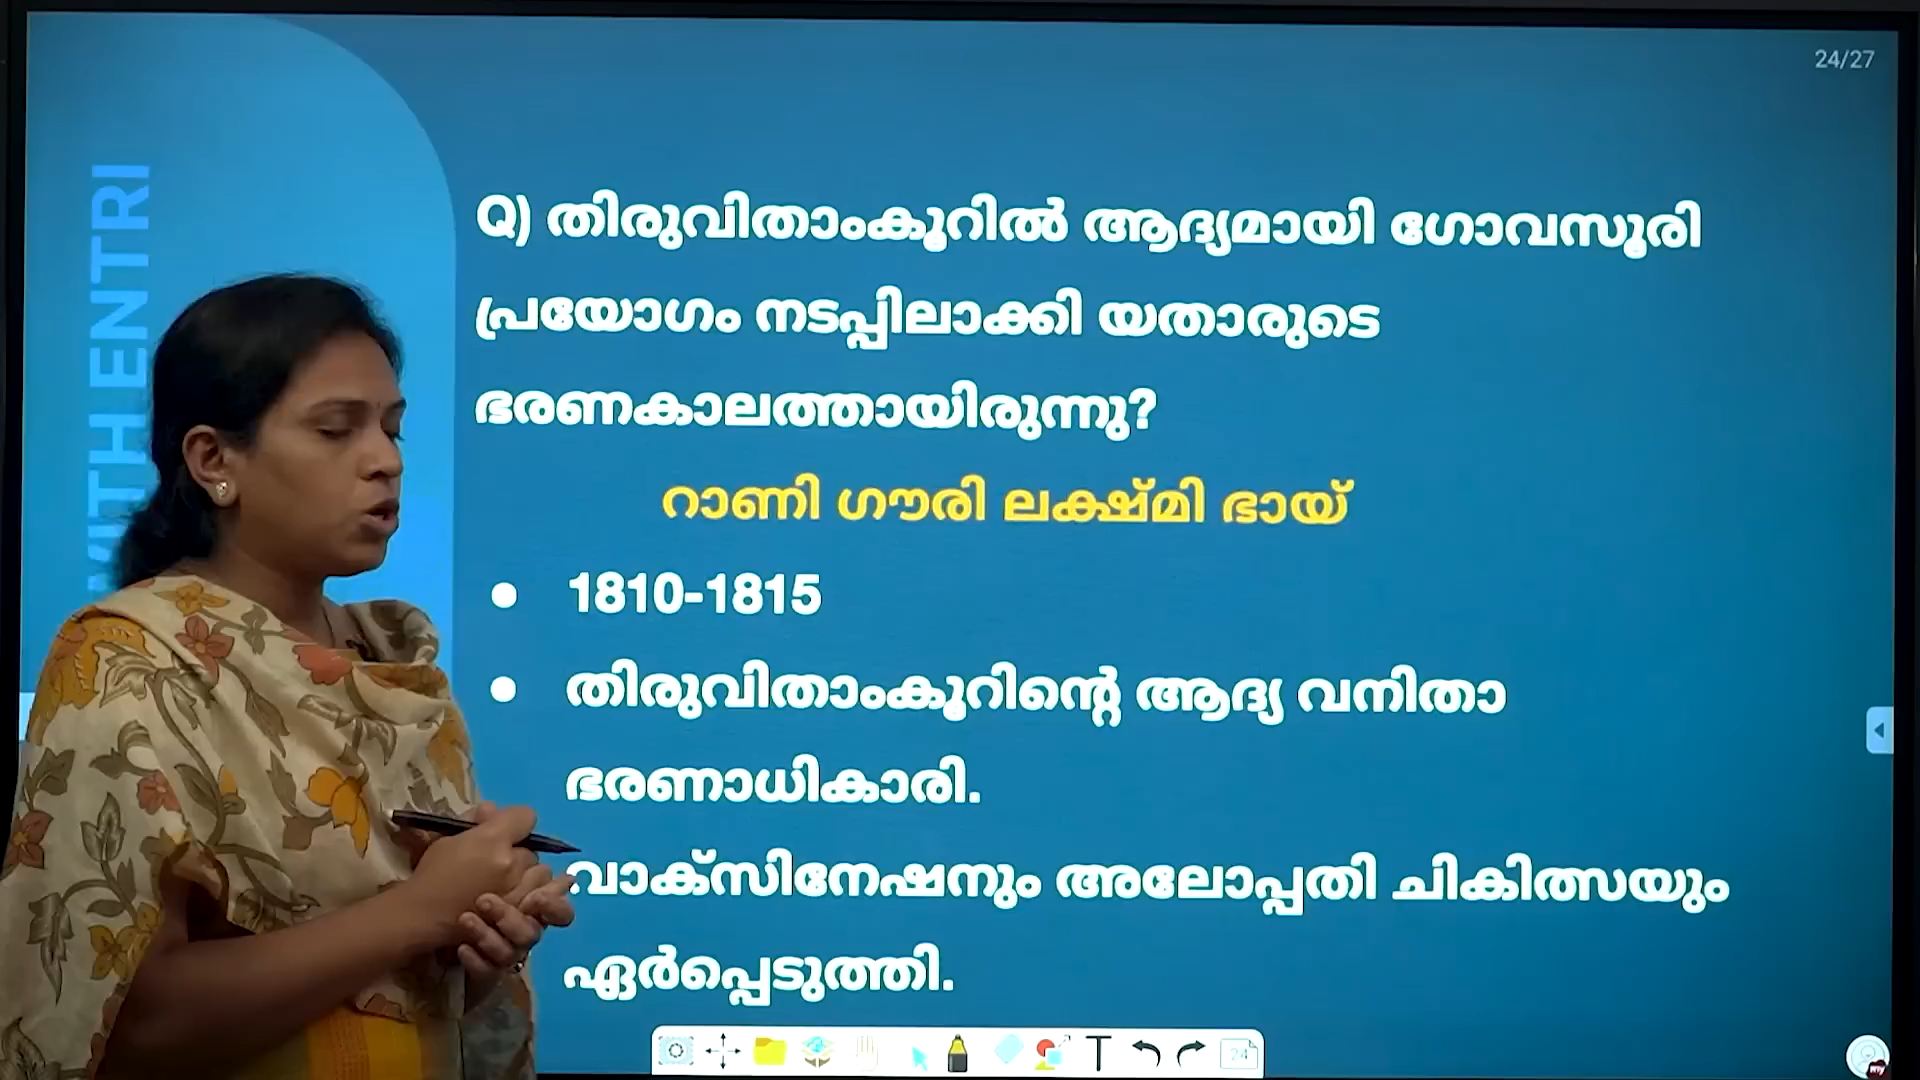 24/27
WITH ENTRI
Q) തിരുവിതാംകൂറിൽ ആദ്യമായി ഗോവസൂരി
പ്രയോഗം നടപ്പിലാക്കി യതാരുടെ
ഭരണകാലത്തായിരുന്നു?
റാണി ഗൗരി ലക്ഷ്മി ഭായ്
● 1810-1815
● തിരുവിതാംകൂറിന്റെ ആദ്യ വനിതാ
ഭരണാധികാരി.
വാക്സിനേഷനും അലോപ്പതി ചികിത്സയും
ഏർപ്പെടുത്തി.
T 24